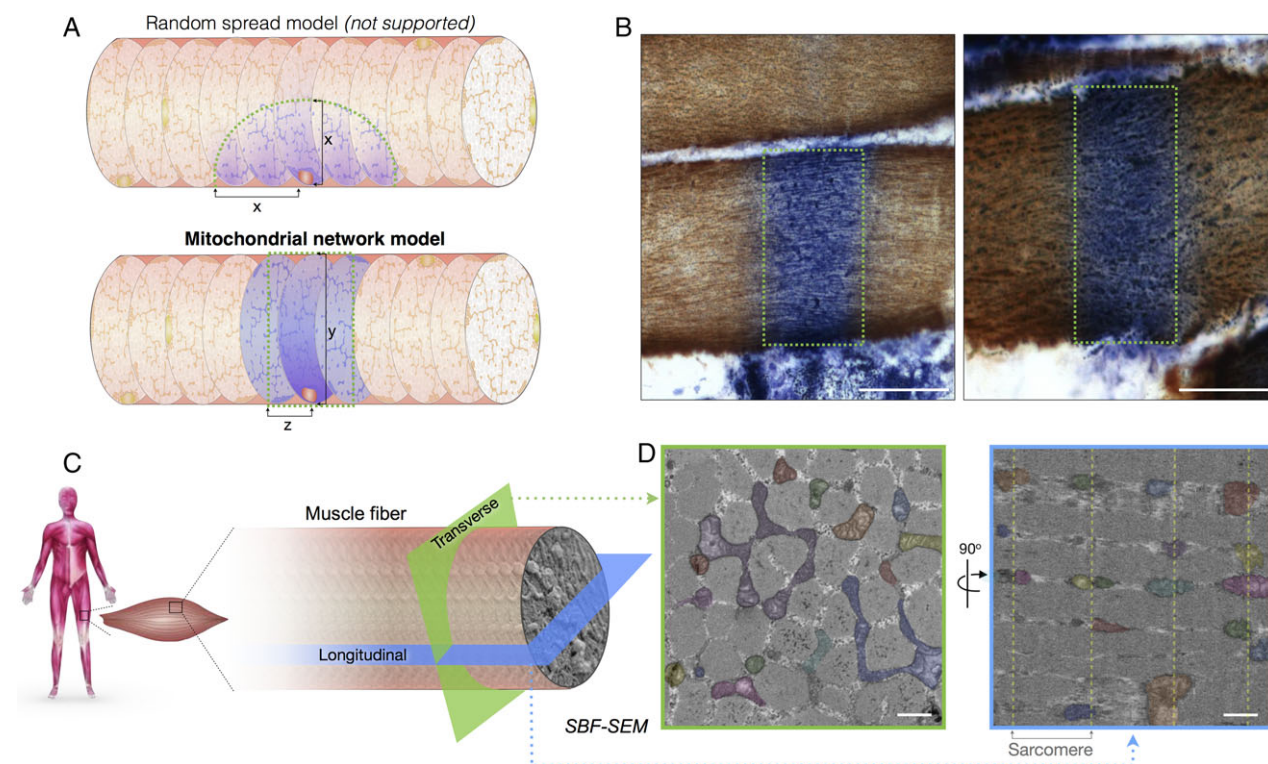 A
Random spread model (not supported)
x
x
Mitochondrial network model
y
z
B
C
Muscle fiber
Transverse
Longitudinal
SBF-SEM
D
90º
Sarcomere